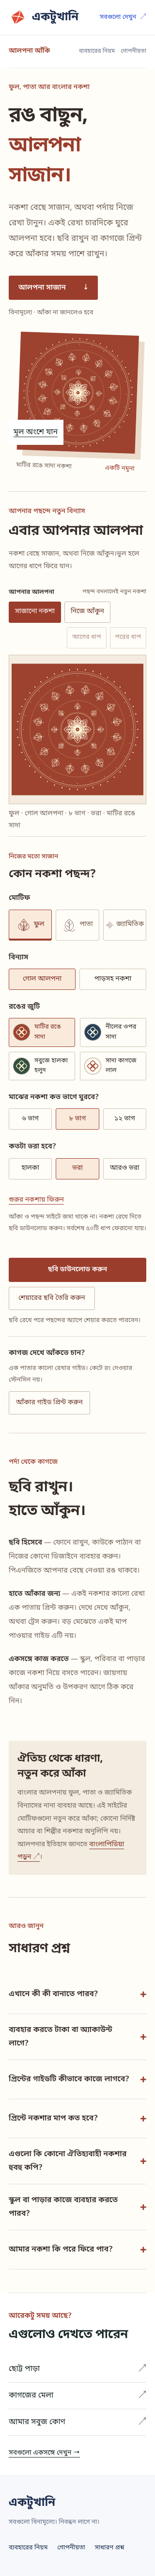 একটুখানি
সবগুলো দেখুন ↗
আলপনা আঁকি
ব্যবহারের নিয়ম গোপনীয়তা
ফুল, পাতা আর বাংলার নকশা
রঙ বাছুন,
আলপনা
সাজান।
নকশা বেছে সাজান, অথবা পর্দায় নিজে
রেখা টানুন। একই রেখা চারদিকে ঘুরে
আলপনা হবে। ছবি রাখুন বা কাগজে প্রিন্ট
করে আঁকার সময় পাশে রাখুন।
আলপনা সাজান ↓
বিনামূল্যে · আঁকা না জানলেও হবে
মূল অংশে যান
মাটির রঙে সাদা নকশা
একটি নমুনা
আপনার পছন্দে নতুন বিন্যাস
এবার আপনার আলপনা
নকশা বেছে সাজান, অথবা নিজে আঁকুন।ভুল হলে
আগের ধাপে ফিরে যান।
আপনার আলপনা
পছন্দ বদলালেই নতুন নকশা
সাজানো নকশা
নিজে আঁকুন
আগের ধাপ
পরের ধাপ
ফুল · গোল আলপনা · ৮ ভাগ · ভরা · মাটির রঙে
সাদা
নিজের মতো সাজান
কোন নকশা পছন্দ?
মোটিফ
ফুল
পাতা
জ্যামিতিক
বিন্যাস
গোল আলপনা
পাড়সহ নকশা
রঙের জুটি
মাটির রঙে
সাদা
নীলের ওপর
সাদা
সবুজে হালকা
হলুদ
সাদা কাগজে
লাল
মাঝের নকশা কত ভাগে ঘুরবে?
৬ ভাগ
৮ ভাগ
১২ ভাগ
কতটা ভরা হবে?
হালকা
ভরা
আরও ভরা
শুরুর নকশায় ফিরুন
আঁকা ও পছন্দ সাইটে জমা থাকে না। নকশা রেখে দিতে
ছবি ডাউনলোড করুন। সর্বশেষ ৫০টি ধাপ ফেরানো যায়।
ছবি ডাউনলোড করুন
শেয়ারের ছবি তৈরি করুন
ছবি রেখে পরে পছন্দের অ্যাপে শেয়ার করতে পারবেন।
কাগজ দেখে আঁকতে চান?
এক পাতার কালো রেখার গাইড। কেটে রং দেওয়ার
স্টেনসিল নয়।
আঁকার গাইড প্রিন্ট করুন
পর্দা থেকে কাগজে
ছবি রাখুন।
হাতে আঁকুন।
ছবি হিসেবে — ফোনে রাখুন, কাউকে পাঠান বা
নিজের কোনো ডিজাইনে ব্যবহার করুন।
পিএনজিতে আপনার বেছে নেওয়া রঙ থাকবে।
হাতে আঁকার জন্য — একই নকশার কালো রেখা
এক পাতায় প্রিন্ট করুন। দেখে দেখে আঁকুন,
অথবা ট্রেস করুন। বড় মেঝেতে একই মাপ
পাওয়ার গাইড এটি নয়।
একসঙ্গে কাজ করতে — স্কুল, পরিবার বা পাড়ার
কাজে নকশা নিয়ে বসতে পারেন। জায়গায়
আঁকার অনুমতি ও উপকরণ আগে ঠিক করে
নিন।
ঐতিহ্য থেকে ধারণা,
নতুন করে আঁকা
বাংলার আলপনায় ফুল, পাতা ও জ্যামিতিক
বিন্যাসের নানা ব্যবহার আছে। এই সাইটের
মোটিফগুলো নতুন করে আঁকা; কোনো নির্দিষ্ট
আচার বা শিল্পীর নকশার অনুলিপি নয়।
আলপনার ইতিহাস জানতে বাংলাপিডিয়া
পড়ুন ↗।
আরও জানুন
সাধারণ প্রশ্ন
এখানে কী কী বানাতে পারব? +
ব্যবহার করতে টাকা বা অ্যাকাউন্ট
লাগে? +
প্রিন্টের গাইডটি কীভাবে কাজে লাগবে? +
প্রিন্টে নকশার মাপ কত হবে? +
এগুলো কি কোনো ঐতিহ্যবাহী নকশার
হুবহু কপি? +
স্কুল বা পাড়ার কাজে ব্যবহার করতে
পারব? +
আমার নকশা কি পরে ফিরে পাব? +
আরেকটু সময় আছে?
এগুলোও দেখতে পারেন
ছোট্ট পাড়া ↗
কাগজের মেলা ↗
আমার সবুজ কোণ ↗
সবগুলো একসঙ্গে দেখুন →
একটুখানি
সবগুলো বিনামূল্যে। নিবন্ধন লাগে না।
ব্যবহারের নিয়ম গোপনীয়তা সাধারণ প্রশ্ন